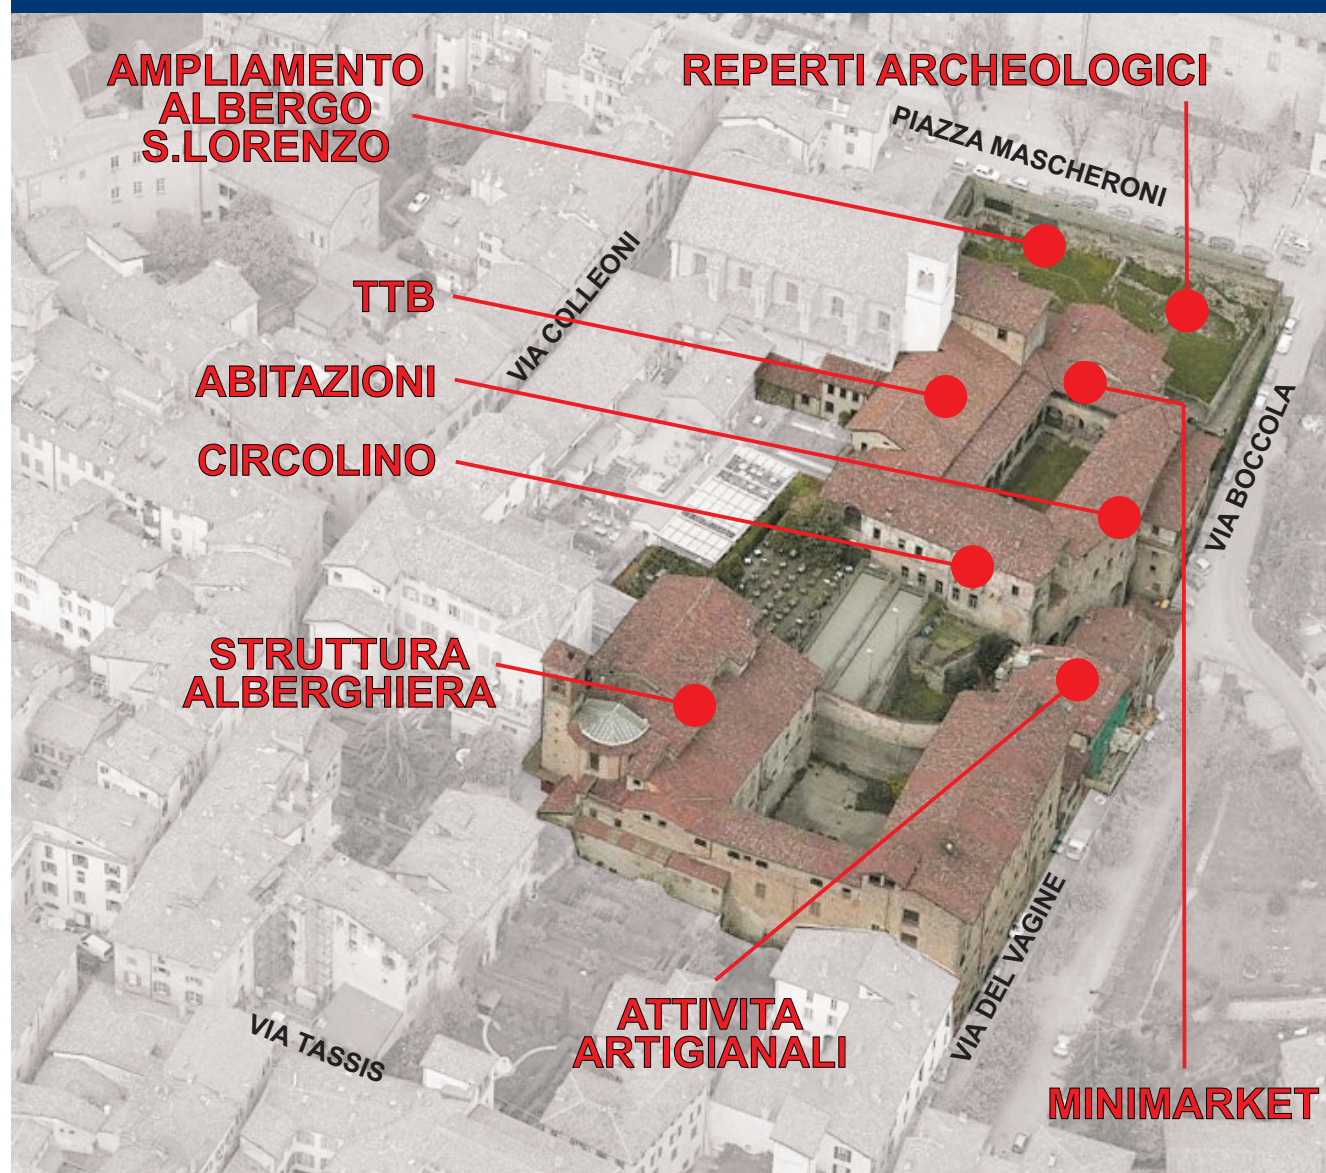 AMPLIAMENTO
ALBERGO
S.LORENZO
REPERTI ARCHEOLOGICI
PIAZZA MASCHERONI
VIA COLLEONI
TTB
ABITAZIONI
CIRCOLINO
VIA BOCCOLA
STRUTTURA
ALBERGHIERA
VIA DEL VAGINE
ATTIVITA
ARTIGIANALI
VIA TASSIS
MINIMARKET